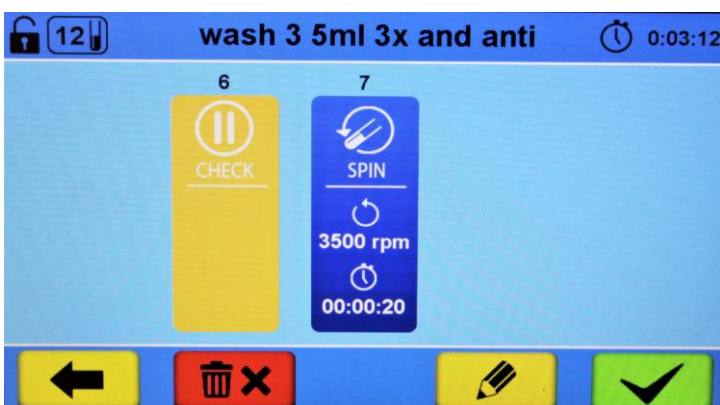 12 wash 3 5ml 3x and anti 0:03:12
6 7
CHECK
SPIN
3500 rpm
00:00:20